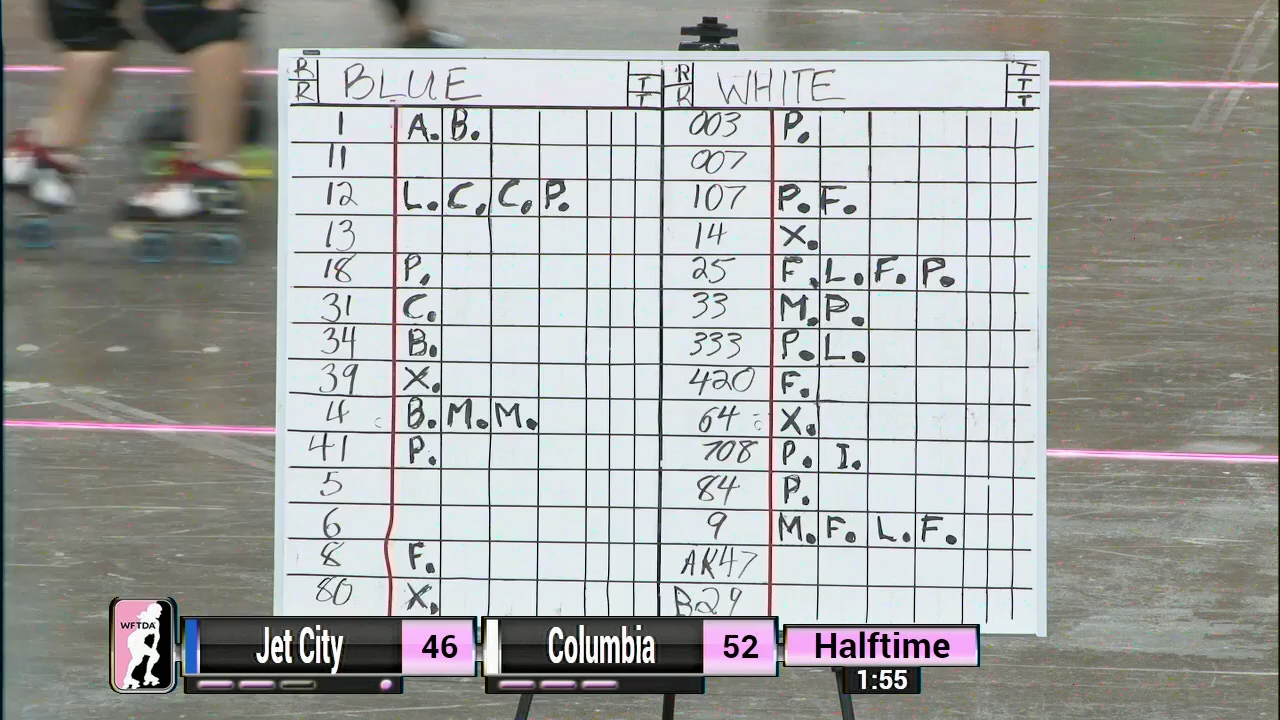 R R BLUE T T
R R WHITE T T T
1 A. B.
11
12 L. C. C. P.
13
18 P.
31 C.
34 B.
39 X.
4 B. M. M.
41 P.
5
6
8 F.
80 X.
003 P.
007
107 P. F.
14 X.
25 F. L. F. P.
33 M. P.
333 P. L.
420 F.
64 X.
708 P. I.
84 P.
9 M. F. L. F.
AK47
B29
WFTDA
Jet City 46 Columbia 52 Halftime
1:55